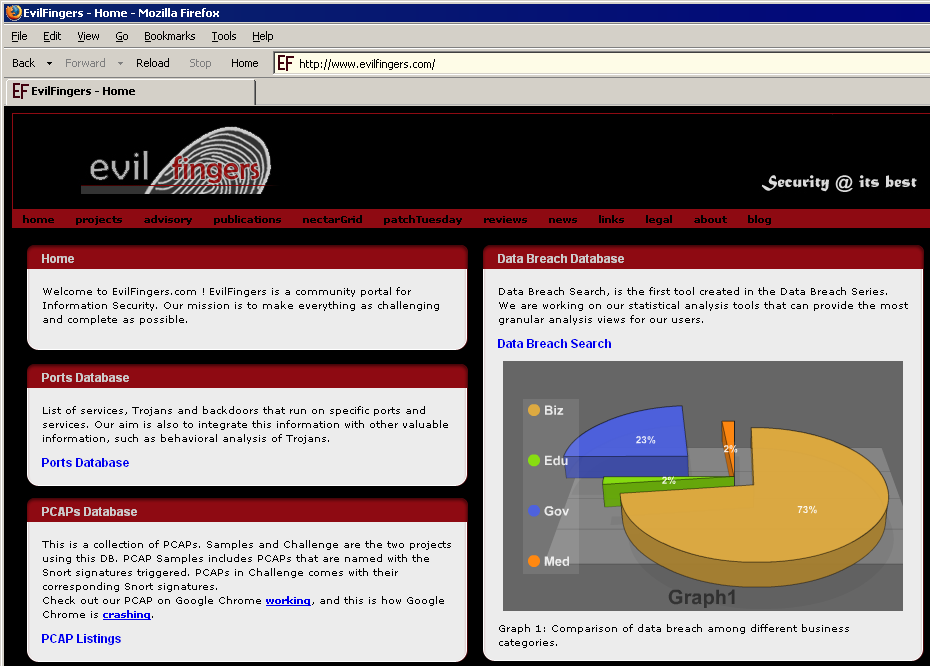 EvilFingers - Home - Mozilla Firefox
File Edit View Go Bookmarks Tools Help
Back Forward Reload Stop Home EF http://www.evilfingers.com/
EF EvilFingers - Home
evil fingers
Security @ its best
home projects advisory publications nectarGrid patchTuesday reviews news links legal about blog
Home
Welcome to EvilFingers.com ! EvilFingers is a community portal for
Information Security. Our mission is to make everything as challenging
and complete as possible.
Ports Database
List of services, Trojans and backdoors that run on specific ports and
services. Our aim is also to integrate this information with other valuable
information, such as behavioral analysis of Trojans.
Ports Database
PCAPs Database
This is a collection of PCAPs. Samples and Challenge are the two projects
using this DB. PCAP Samples includes PCAPs that are named with the
Snort signatures triggered. PCAPs in Challenge comes with their
corresponding Snort signatures.
Check out our PCAP on Google Chrome working, and this is how Google
Chrome is crashing.
PCAP Listings
Data Breach Database
Data Breach Search, is the first tool created in the Data Breach Series.
We are working on our statistical analysis tools that can provide the most
granular analysis views for our users.
Data Breach Search
Biz
Edu
Gov
Med
23%
2%
2%
73%
Graph1
Graph 1: Comparison of data breach among different business
categories.